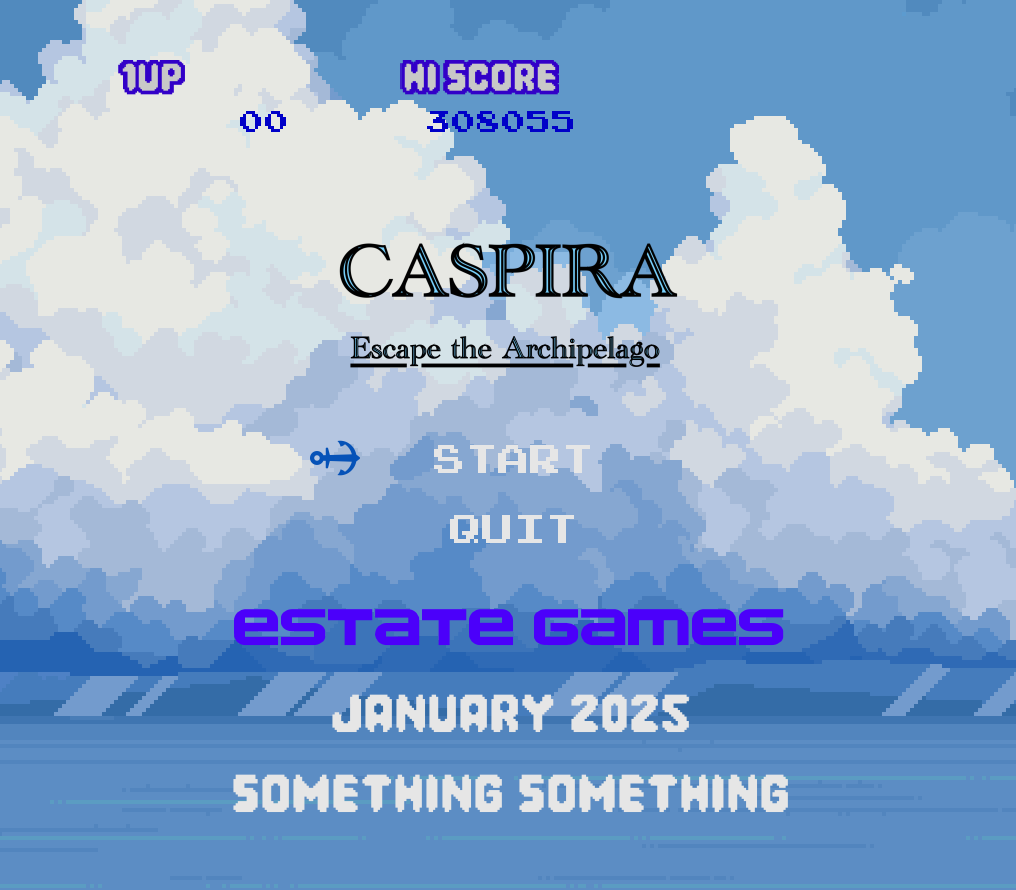 1UP HI SCORE
00 308055
CASPIRA
Escape the Archipelago
START
QUIT
estate Games
JANUARY 2025
SOMETHING SOMETHING